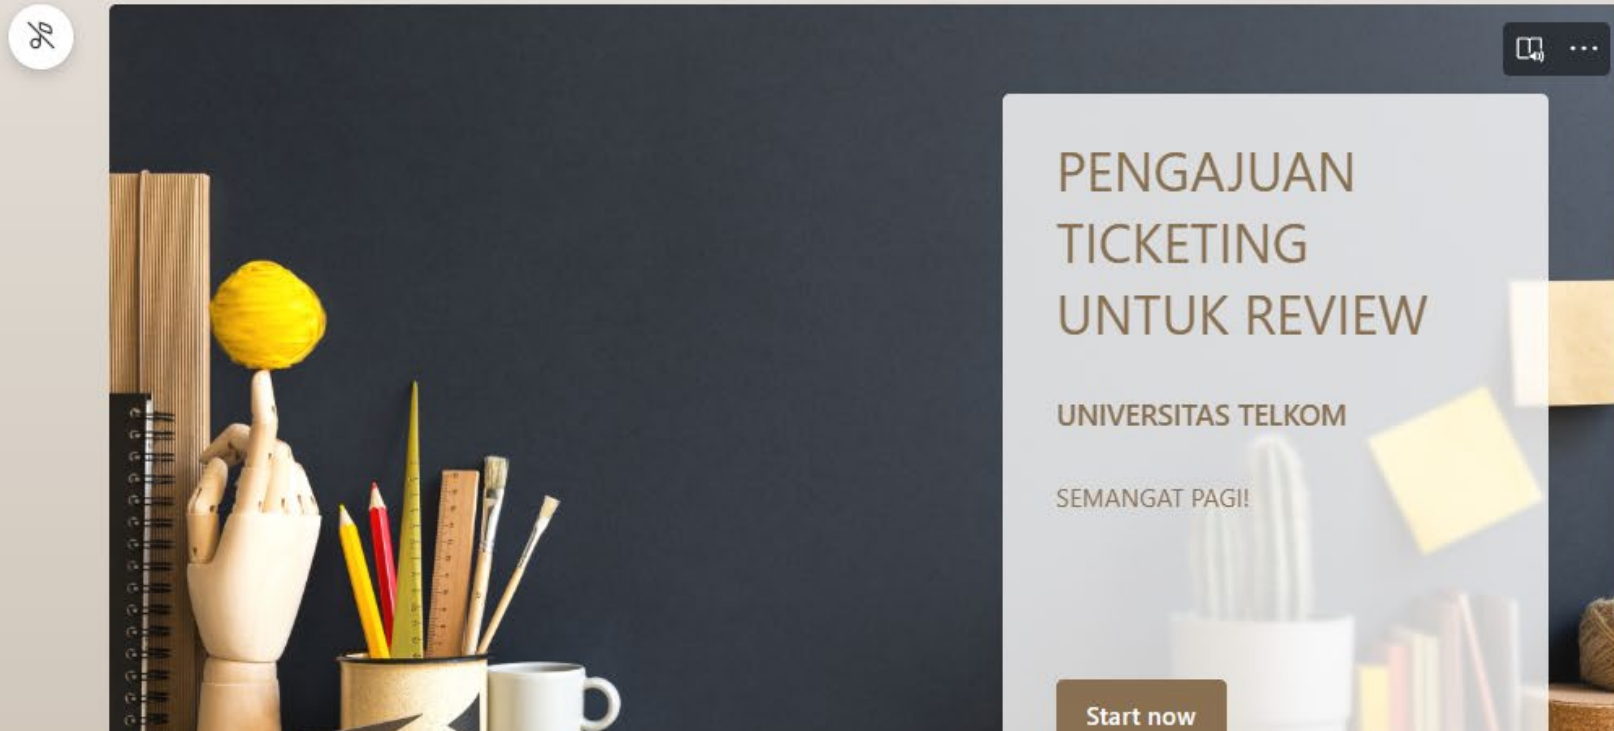 PENGAJUAN
TICKETING
UNTUK REVIEW
UNIVERSITAS TELKOM
SEMANGAT PAGI!
Start now